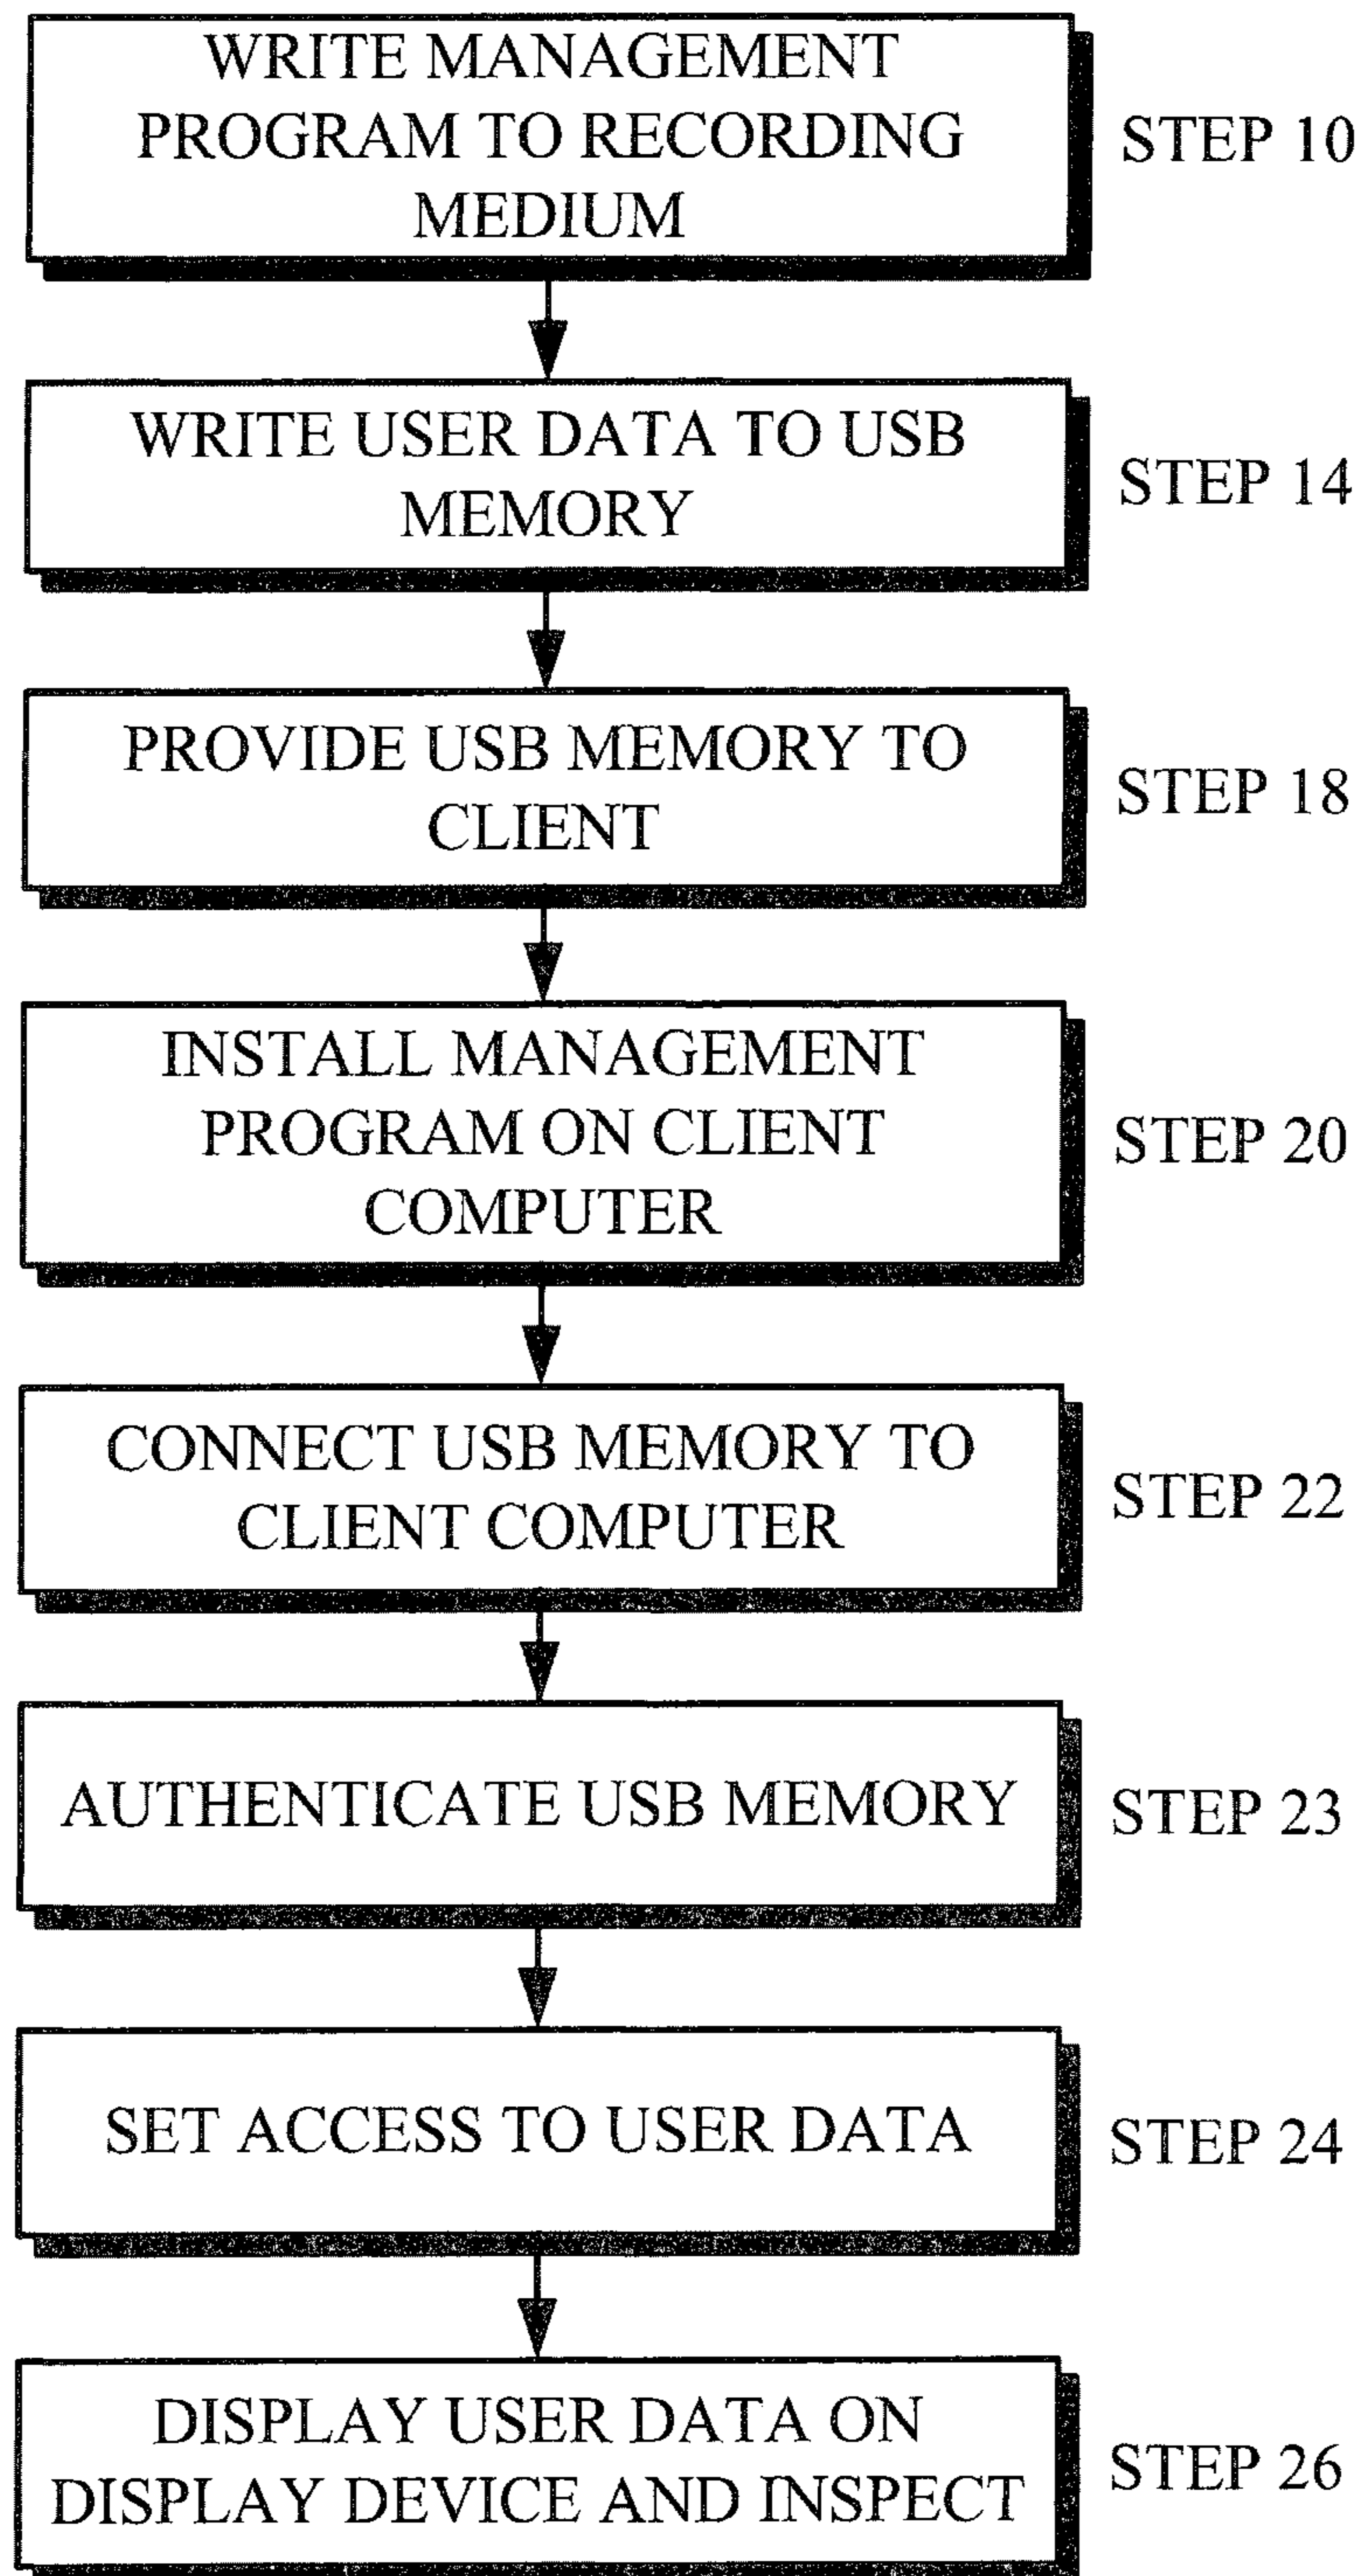 WRITE MANAGEMENT
PROGRAM TO RECORDING
MEDIUM
STEP 10
WRITE USER DATA TO USB
MEMORY
STEP 14
PROVIDE USB MEMORY TO
CLIENT
STEP 18
INSTALL MANAGEMENT
PROGRAM ON CLIENT
COMPUTER
STEP 20
CONNECT USB MEMORY TO
CLIENT COMPUTER
STEP 22
AUTHENTICATE USB MEMORY
STEP 23
SET ACCESS TO USER DATA
STEP 24
DISPLAY USER DATA ON
DISPLAY DEVICE AND INSPECT
STEP 26